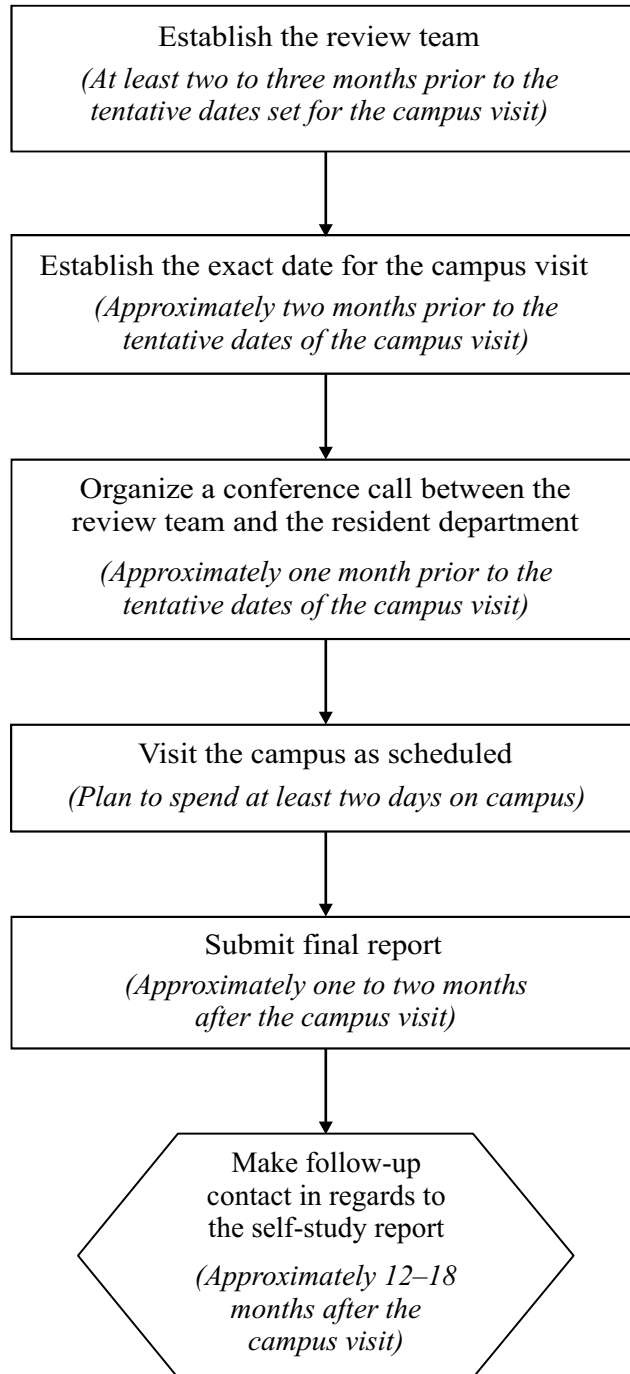 Establish the review team
(At least two to three months prior to the
tentative dates set for the campus visit)
Establish the exact date for the campus visit
(Approximately two months prior to the
tentative dates of the campus visit)
Organize a conference call between the
review team and the resident department
(Approximately one month prior to the
tentative dates of the campus visit)
Visit the campus as scheduled
(Plan to spend at least two days on campus)
Submit final report
(Approximately one to two months
after the campus visit)
Make follow-up
contact in regards to
the self-study report
(Approximately 12–18
months after the
campus visit)